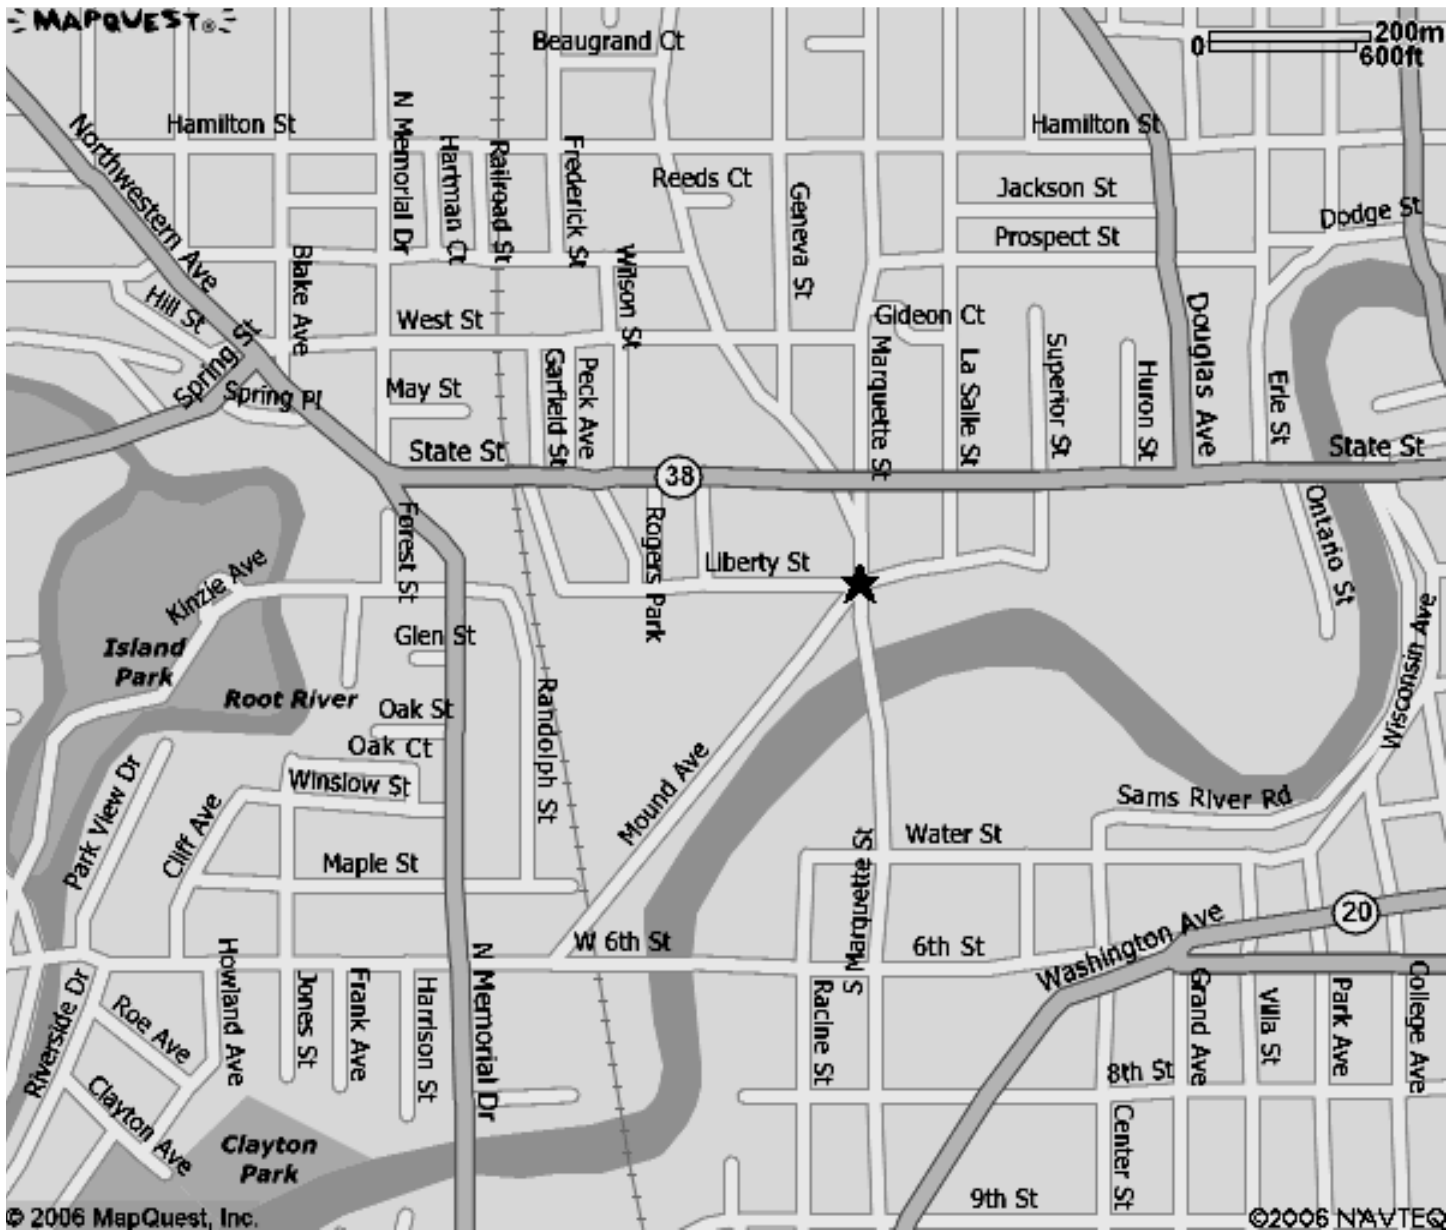 MAPQUEST®
Beaugrand Ct
0
200m
600ft
Hamilton St
Hamilton St
Northwestern Ave
N Memorial Dr
Hartman Ct
Railroad St
Frederick St
Reeds Ct
Geneva St
Jackson St
Prospect St
Dodge St
Blake Ave
Wilson St
Hill St
West St
Gideon Ct
Spring St
Spring Pl
May St
Garfield St
Peck Ave
Marquette St
La Salle St
Superior St
Huron St
Douglas Ave
Erie St
State St
38
State St
Forest St
Rogers Park
Liberty St
Ontario St
Kinzie Ave
Island
Park
Glen St
Root River
Oak St
Oak Ct
Randolph St
Wisconsin Ave
Winslow St
Park View Dr
Cliff Ave
Mound Ave
Sams River Rd
Water St
Maple St
S Marquette St
W 6th St
6th St
Washington Ave
20
Riverside Dr
Roe Ave
Howland Ave
Jones St
Frank Ave
Harrison St
N Memorial Dr
Racine St
Grand Ave
Villa St
Park Ave
College Ave
8th St
Clayton Ave
Clayton
Park
Center St
9th St
© 2006 MapQuest, Inc.
©2006 NAVTEQ